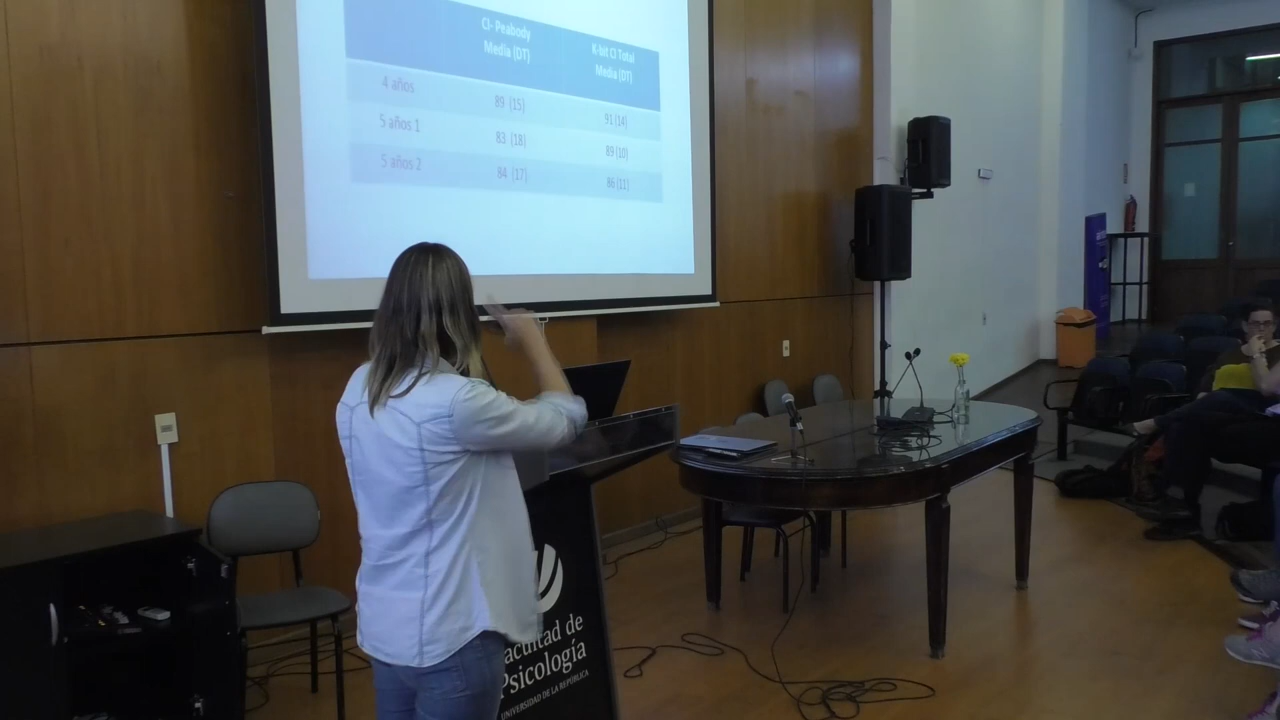 CI- Peabody
Media (DT)
K-bit CI Total
Media (DT)
4 años 89 (15) 91 (14)
5 años 1 83 (18) 89 (10)
5 años 2 84 (17) 86 (11)
acultad de
Psicología
UNIVERSIDAD DE LA REPÚBLICA